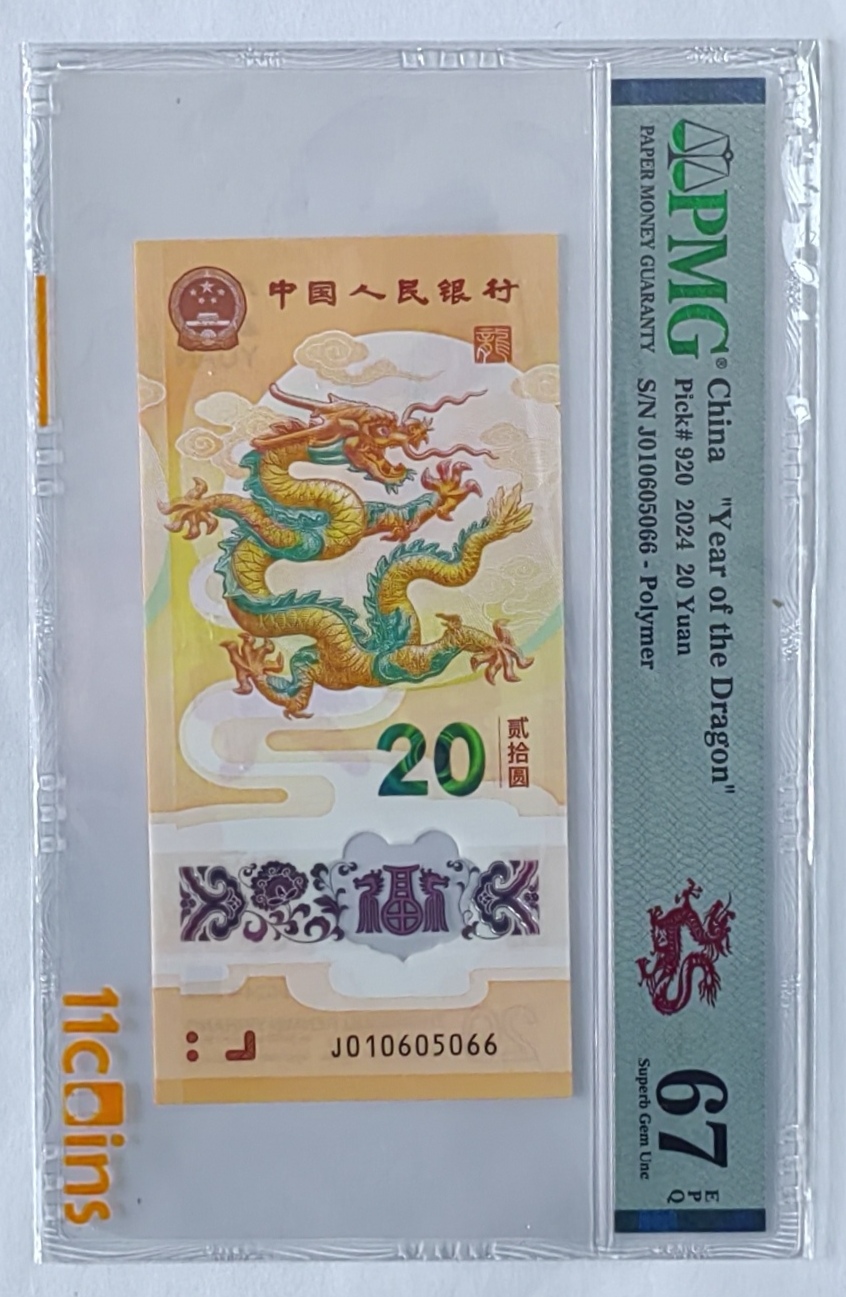 中国人民银行
龍
20
贰拾圆
J010605066
PMG®
PAPER MONEY GUARANTY
China "Year of the Dragon"
Pick# 920 2024 20 Yuan
S/N J010605066 - Polymer
67
EPQ
Superb Gem Unc
11coins